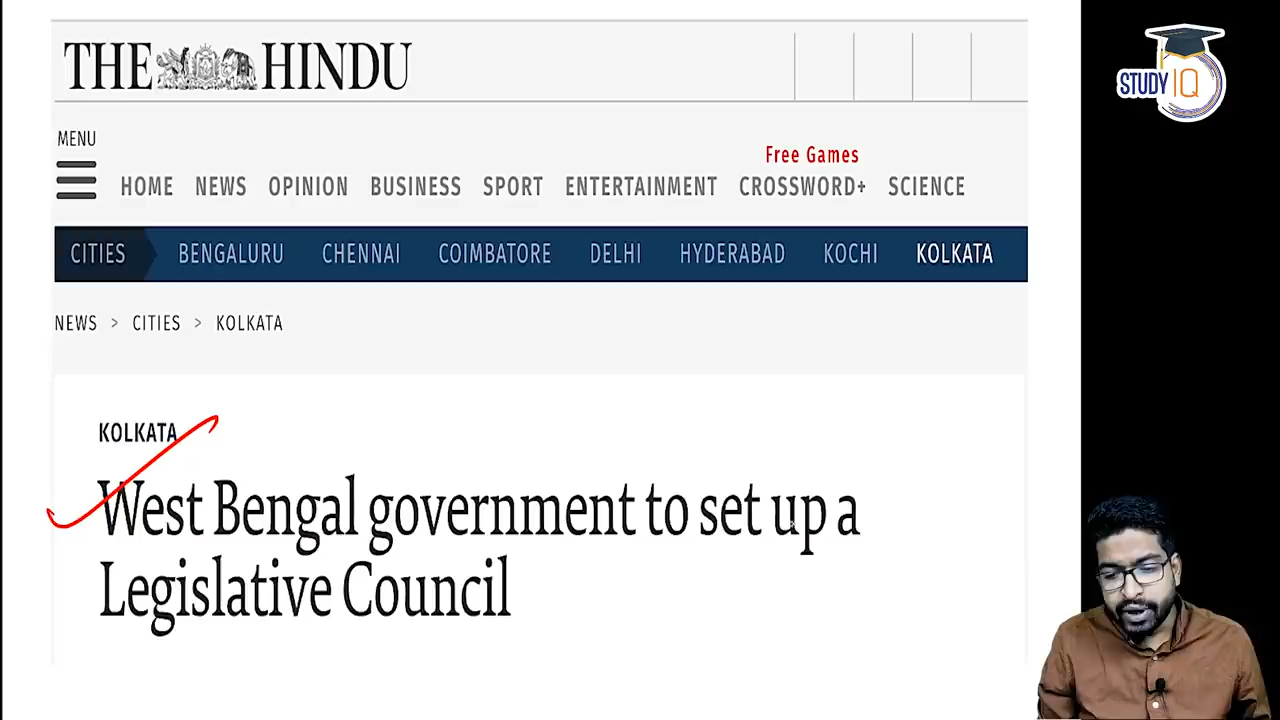 THE HINDU
STUDY IQ
MENU
Free Games
HOME NEWS OPINION BUSINESS SPORT ENTERTAINMENT CROSSWORD+ SCIENCE
CITIES BENGALURU CHENNAI COIMBATORE DELHI HYDERABAD KOCHI KOLKATA
NEWS > CITIES > KOLKATA
KOLKATA
West Bengal government to set up a
Legislative Council